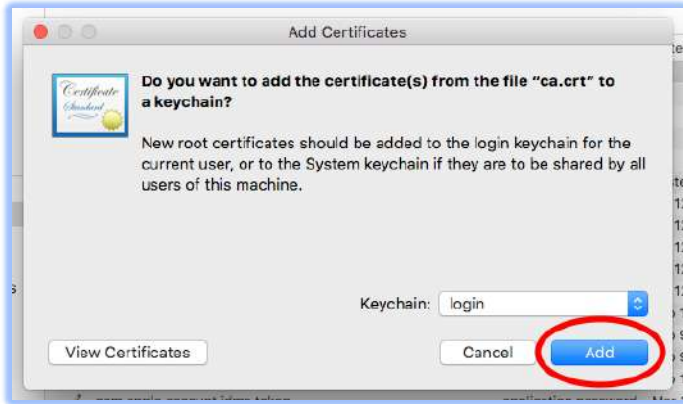 Add Certificates
Certificate
Standard
Do you want to add the certificate(s) from the file “ca.crt” to
a keychain?
New root certificates should be added to the login keychain for the
current user, or to the System keychain if they are to be shared by all
users of this machine.
Keychain: login
View Certificates Cancel Add